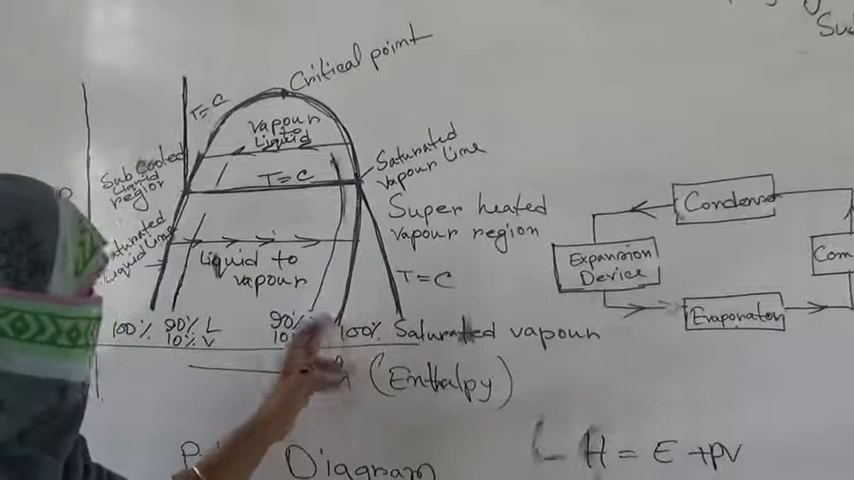 Critical point
T=C
Vapour
to
Liquid
Saturated
vapour Line
Sub Cooled
Liquid
region
T=C
Super heated
vapour region
Saturated
Liquid Line
Liquid to
vapour
T=C
100% 90% L 90% 100% Saturated vapour
10% V 10%
(Enthalpy)
Diagram
H = E + PV
Condenser
Expansion
Device
Com
Evaporator